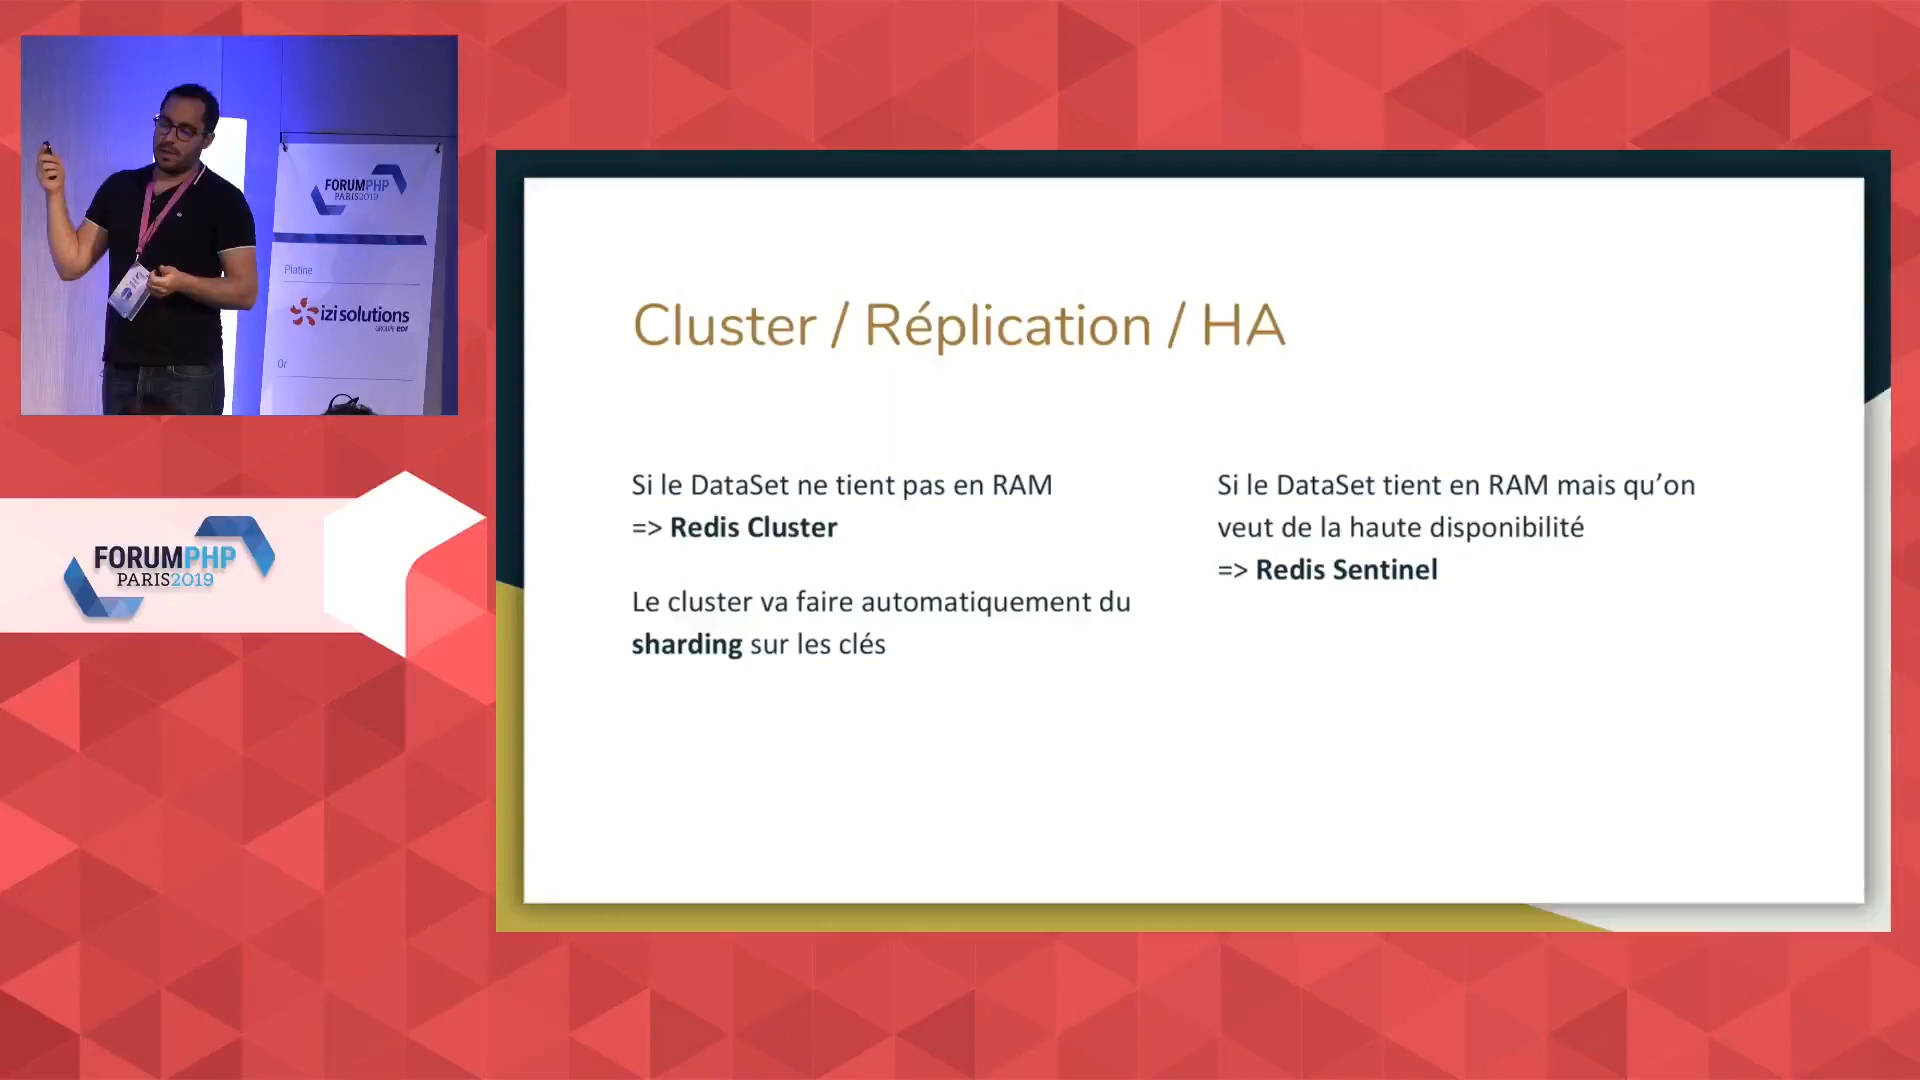 FORUMPHP
PARIS2019
Platine
izi solutions
GROUPE EDF
Or
FORUMPHP
PARIS2019
Cluster / Réplication / HA
Si le DataSet ne tient pas en RAM
=> Redis Cluster
Le cluster va faire automatiquement du
sharding sur les clés
Si le DataSet tient en RAM mais qu’on
veut de la haute disponibilité
=> Redis Sentinel